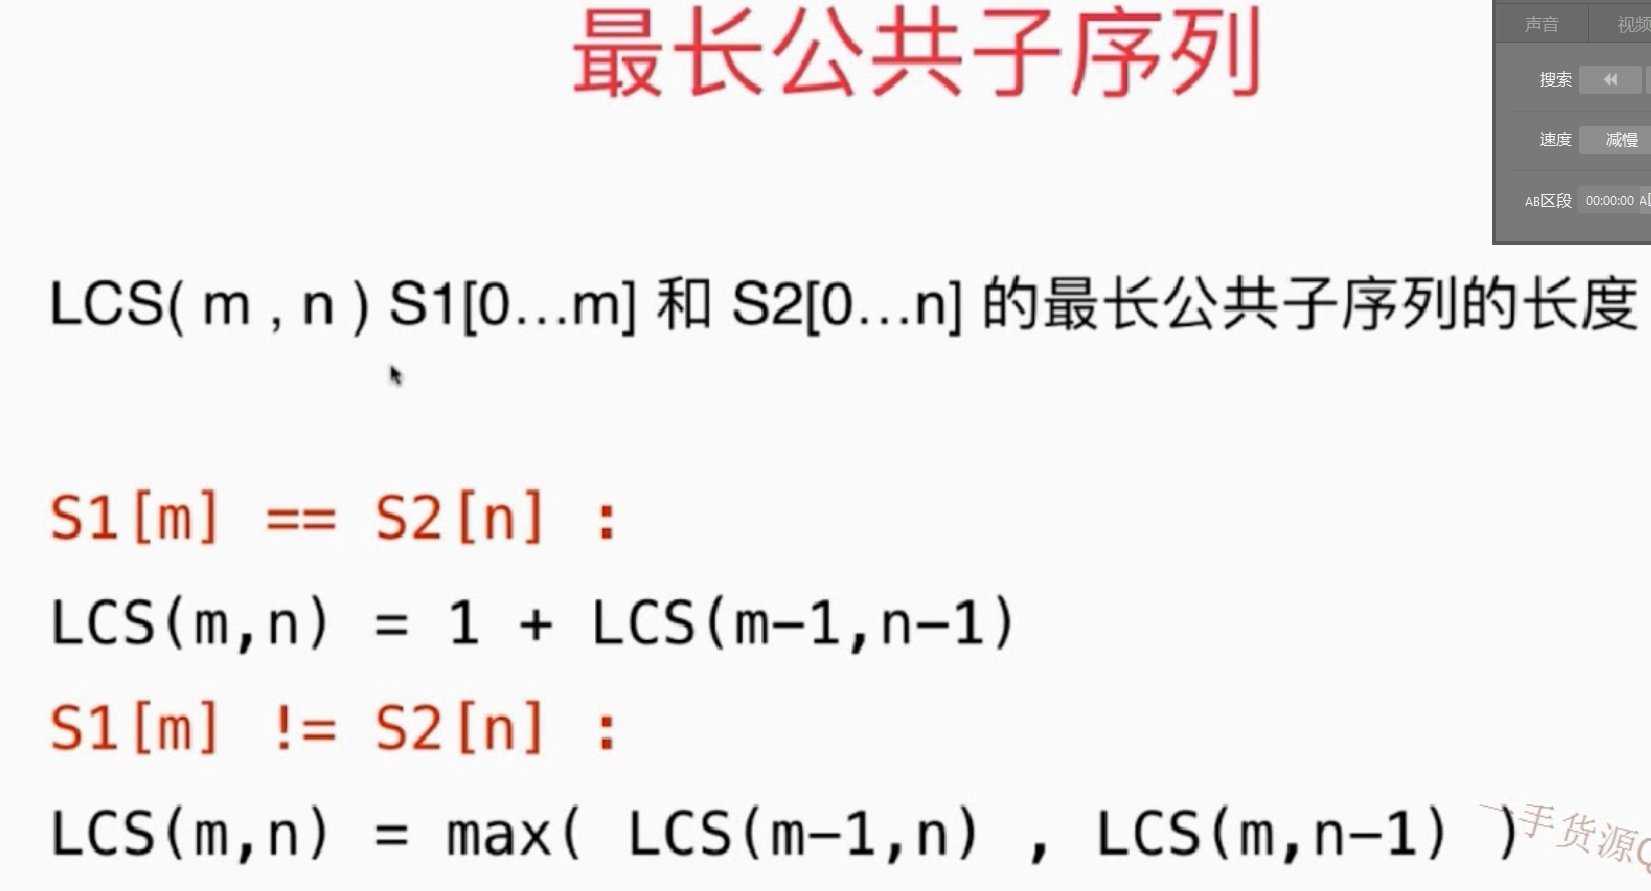 最长公共子序列
声音 视频
搜索
速度 减慢
AB区段 00:00:00
LCS( m , n ) S1[0…m] 和 S2[0…n] 的最长公共子序列的长度
S1[m] == S2[n] :
LCS(m,n) = 1 + LCS(m-1,n-1)
S1[m] != S2[n] :
LCS(m,n) = max( LCS(m-1,n) , LCS(m,n-1) )
一手货源Q